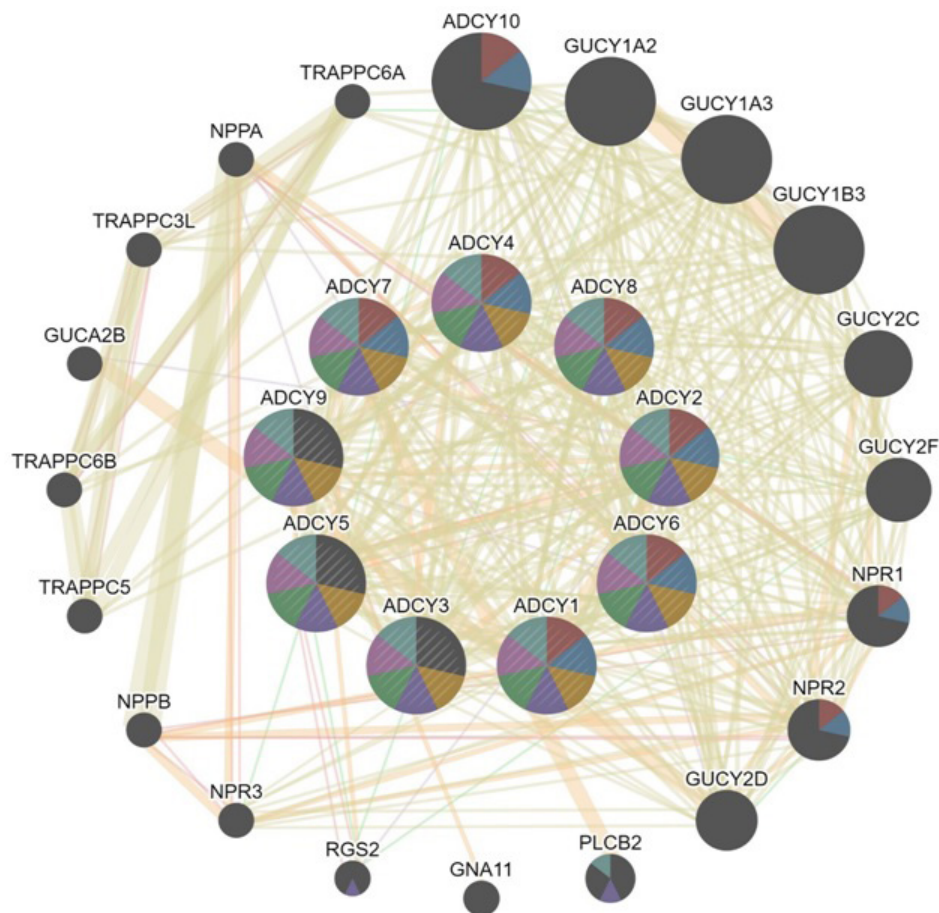 ADCY10
GUCY1A2
TRAPPC6A
GUCY1A3
NPPA
GUCY1B3
TRAPPC3L
ADCY4
ADCY7
ADCY8
GUCA2B
GUCY2C
ADCY9
ADCY2
TRAPPC6B
GUCY2F
ADCY5
ADCY6
TRAPPC5
NPR1
ADCY3
ADCY1
NPPB
NPR2
NPR3
GUCY2D
RGS2
GNA11
PLCB2